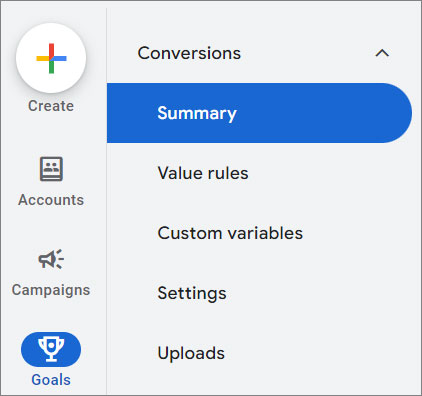 Create
Accounts
Campaigns
Goals
Conversions
Summary
Value rules
Custom variables
Settings
Uploads